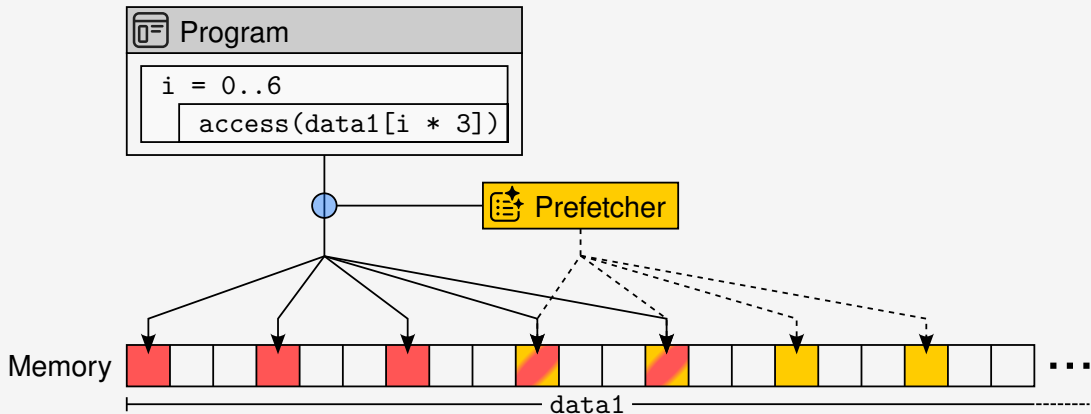 Program
i = 0..6
access(data1[i * 3])
Prefetcher
Memory
data1